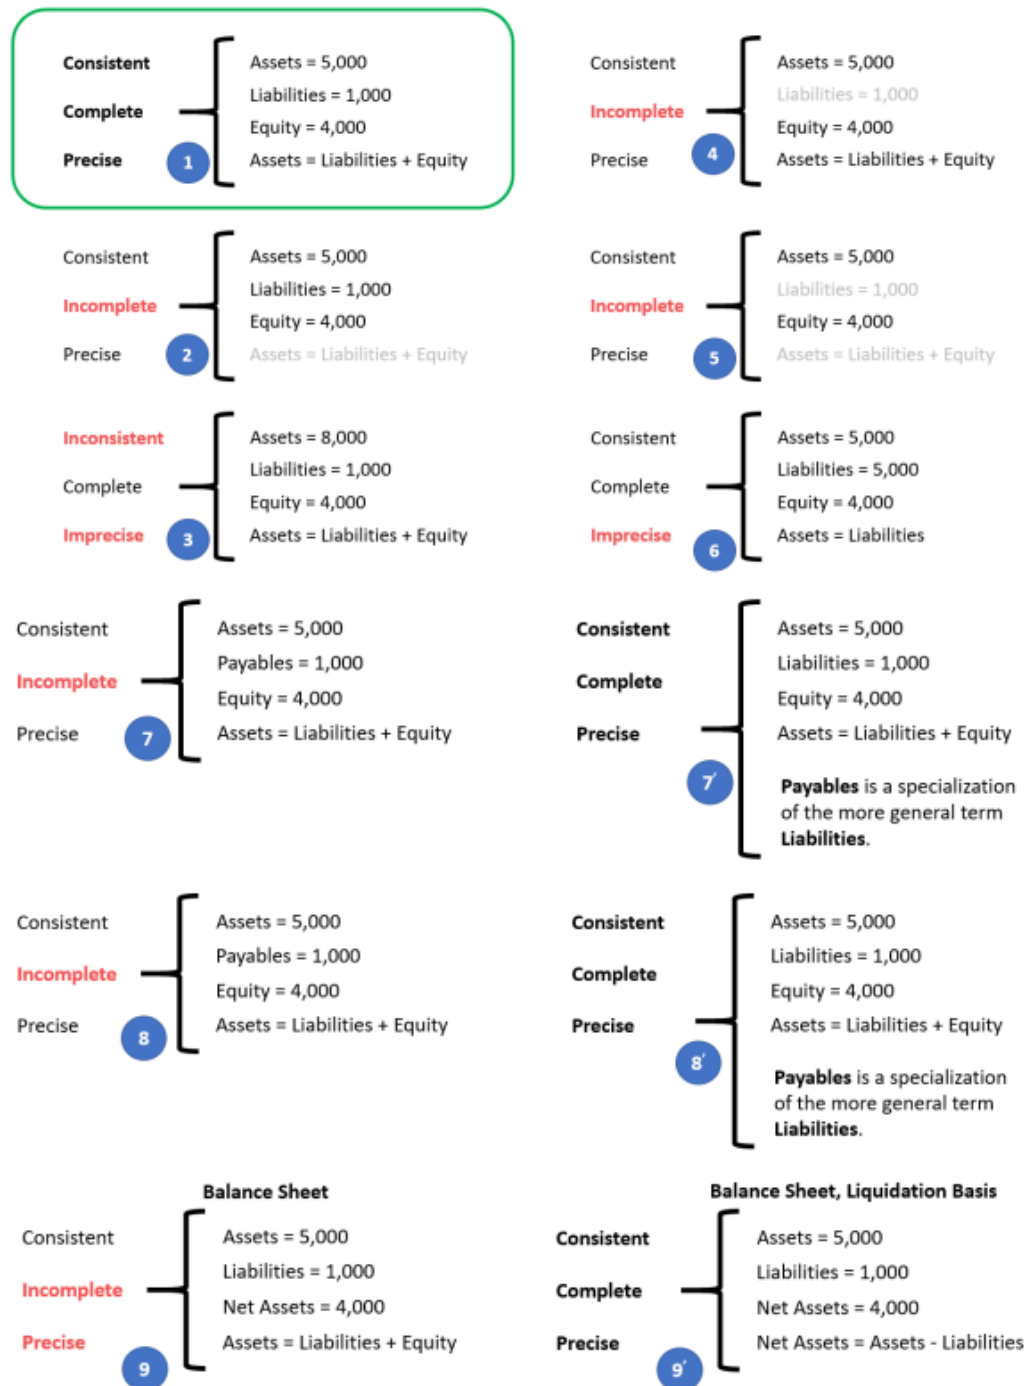 Consistent
Complete
Precise
1
Assets = 5,000
Liabilities = 1,000
Equity = 4,000
Assets = Liabilities + Equity
Consistent
Incomplete
Precise
4
Assets = 5,000
Liabilities = 1,000
Equity = 4,000
Assets = Liabilities + Equity
Consistent
Incomplete
Precise
2
Assets = 5,000
Liabilities = 1,000
Equity = 4,000
Assets = Liabilities + Equity
Consistent
Incomplete
Precise
5
Assets = 5,000
Liabilities = 1,000
Equity = 4,000
Assets = Liabilities + Equity
Inconsistent
Complete
Imprecise
3
Assets = 8,000
Liabilities = 1,000
Equity = 4,000
Assets = Liabilities + Equity
Consistent
Complete
Imprecise
6
Assets = 5,000
Liabilities = 5,000
Equity = 4,000
Assets = Liabilities
Consistent
Incomplete
Precise
7
Assets = 5,000
Payables = 1,000
Equity = 4,000
Assets = Liabilities + Equity
Consistent
Complete
Precise
7′
Assets = 5,000
Liabilities = 1,000
Equity = 4,000
Assets = Liabilities + Equity
Payables is a specialization
of the more general term
Liabilities.
Consistent
Incomplete
Precise
8
Assets = 5,000
Payables = 1,000
Equity = 4,000
Assets = Liabilities + Equity
Consistent
Complete
Precise
8′
Assets = 5,000
Liabilities = 1,000
Equity = 4,000
Assets = Liabilities + Equity
Payables is a specialization
of the more general term
Liabilities.
Balance Sheet
Consistent
Incomplete
Precise
9
Assets = 5,000
Liabilities = 1,000
Net Assets = 4,000
Assets = Liabilities + Equity
Balance Sheet, Liquidation Basis
Consistent
Complete
Precise
9′
Assets = 5,000
Liabilities = 1,000
Net Assets = 4,000
Net Assets = Assets - Liabilities